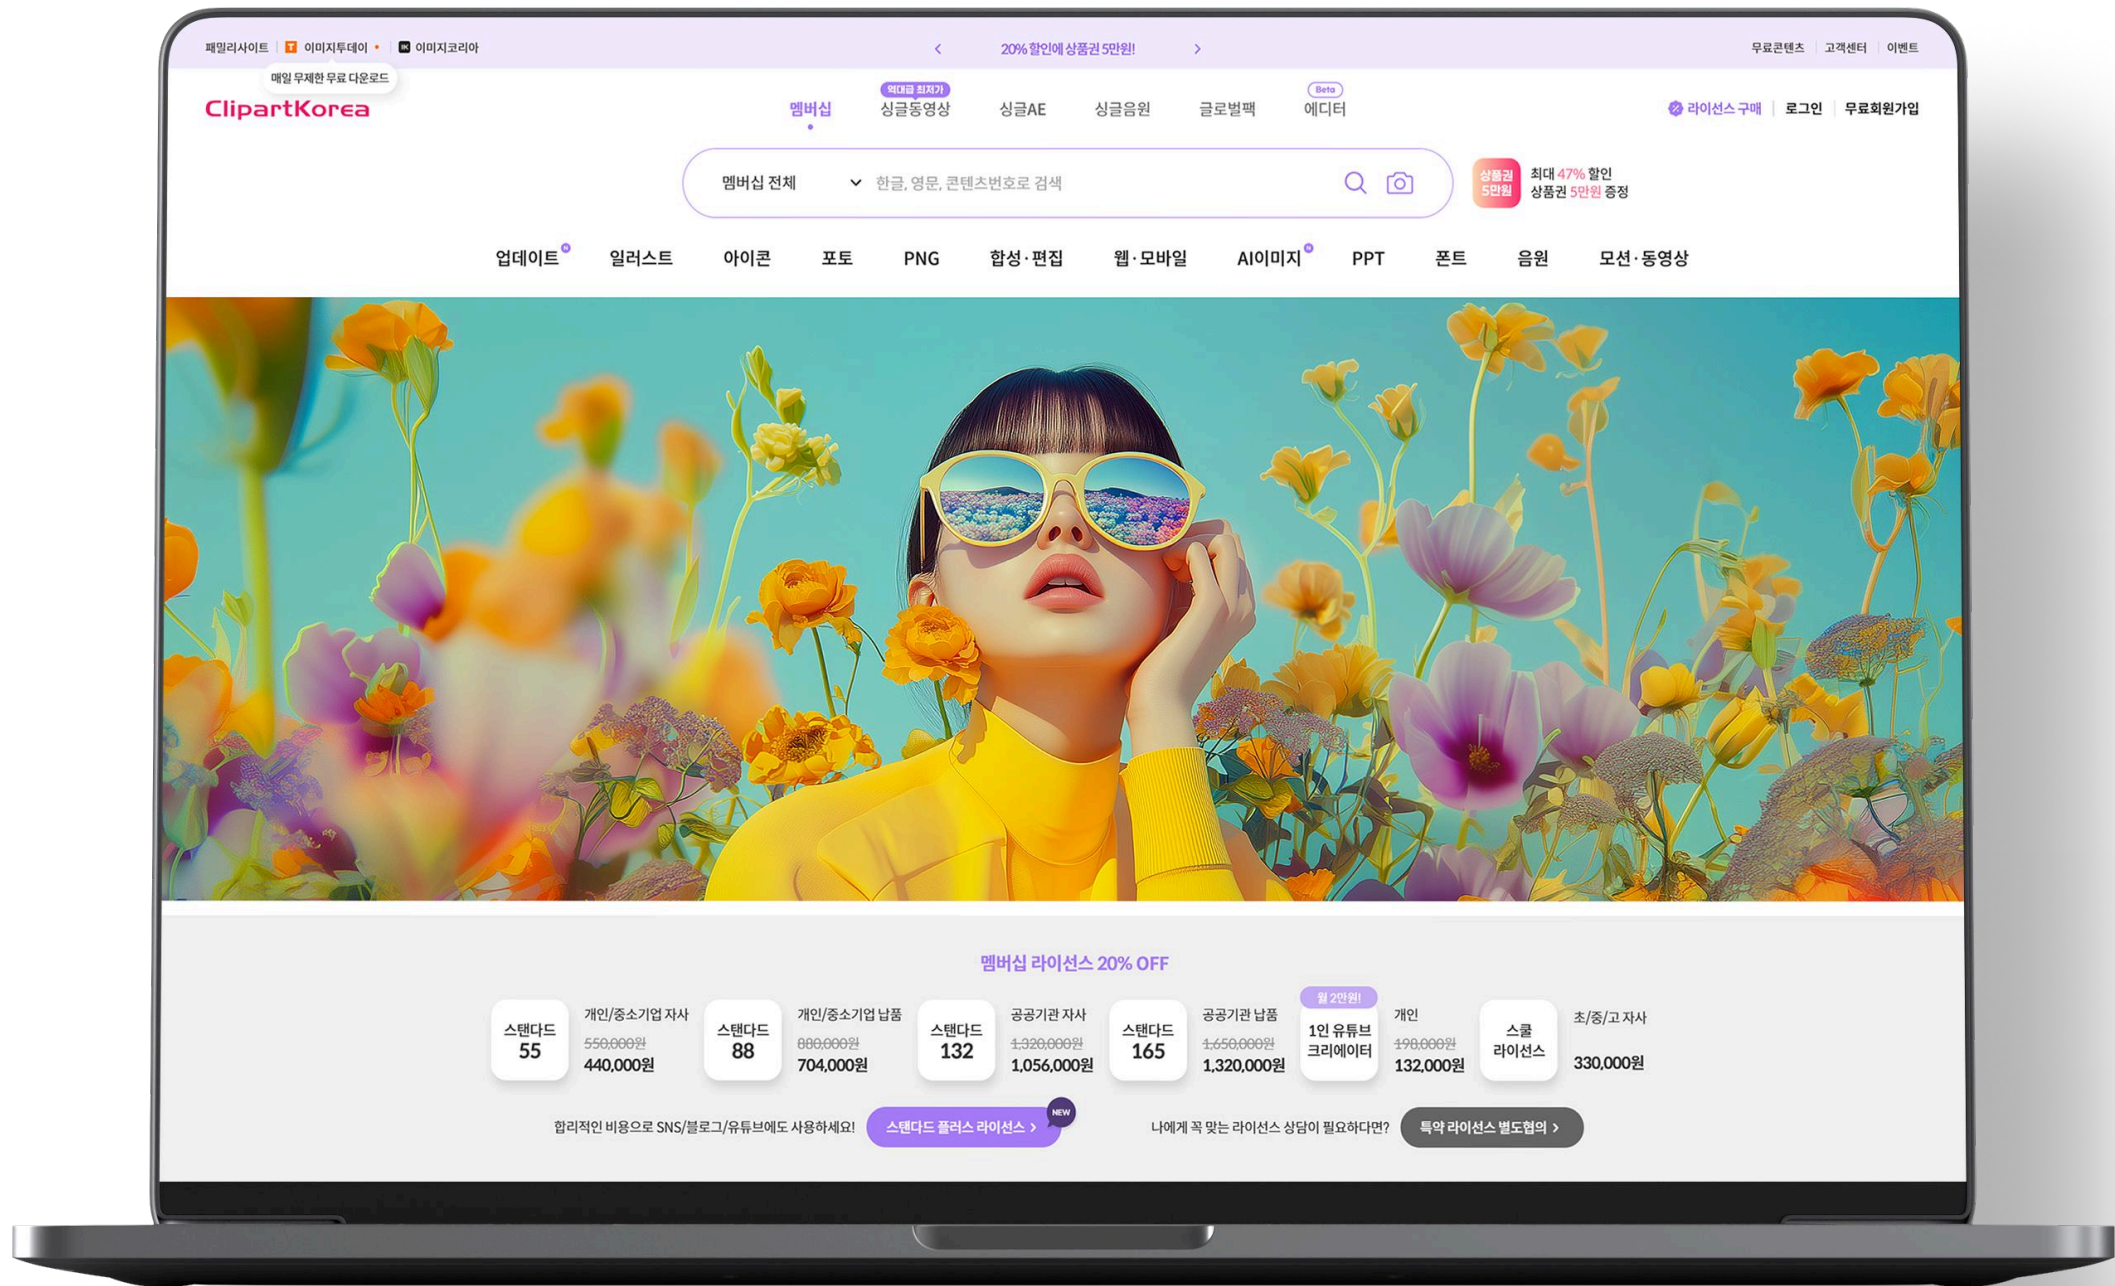 패밀리사이트
이미지투데이
이미지코리아
20% 할인에 상품권 5만원!
무료콘텐츠
고객센터
이벤트
매일 무제한 무료 다운로드
ClipartKorea
멤버십
역대급 최저가
싱글동영상
싱글AE
싱글음원
글로벌팩
Beta
에디터
라이선스 구매
로그인
무료회원가입
멤버십 전체
한글, 영문, 콘텐츠번호로 검색
상품권
5만원
최대 47% 할인
상품권 5만원 증정
업데이트 N
일러스트
아이콘
포토
PNG
합성·편집
웹·모바일
AI이미지 N
PPT
폰트
음원
모션·동영상
멤버십 라이선스 20% OFF
스탠다드
55
개인/중소기업 자사
550,000원
440,000원
스탠다드
88
개인/중소기업 납품
880,000원
704,000원
스탠다드
132
공공기관 자사
1,320,000원
1,056,000원
스탠다드
165
공공기관 납품
1,650,000원
1,320,000원
월 2만원!
1인 유튜브
크리에이터
개인
198,000원
132,000원
스쿨
라이선스
초/중/고 자사
330,000원
합리적인 비용으로 SNS/블로그/유튜브에도 사용하세요!
스탠다드 플러스 라이선스 >
NEW
나에게 꼭 맞는 라이선스 상담이 필요하다면?
특약 라이선스 별도협의 >